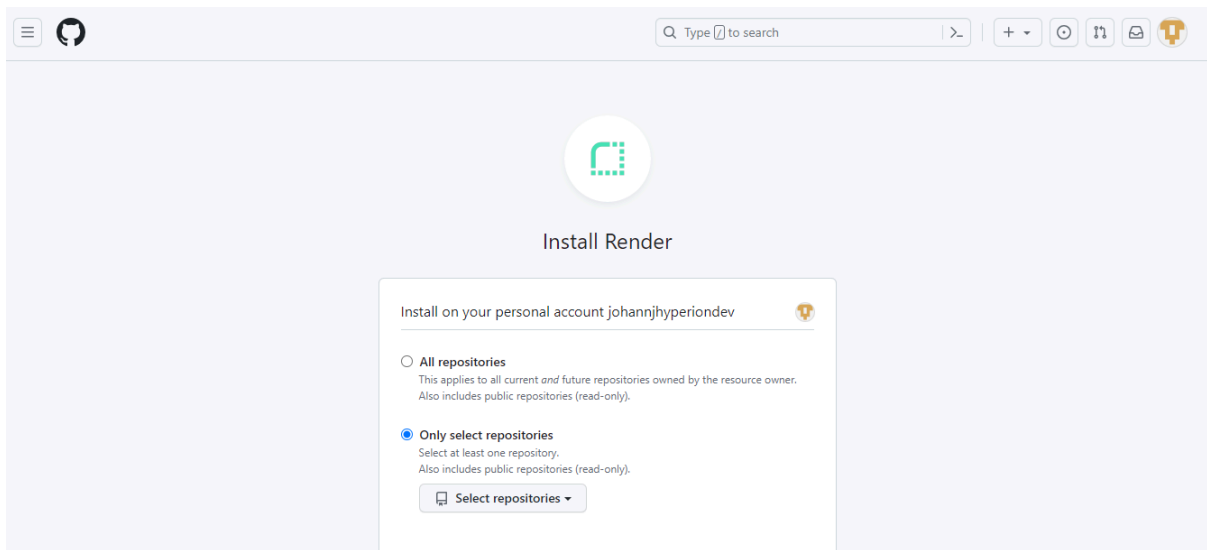 Type / to search
Install Render
Install on your personal account johannjhyperiondev
All repositories
This applies to all current and future repositories owned by the resource owner.
Also includes public repositories (read-only).
Only select repositories
Select at least one repository.
Also includes public repositories (read-only).
Select repositories